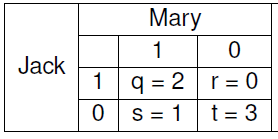 Mary
Jack
1 0
1 q = 2 r = 0
0 s = 1 t = 3